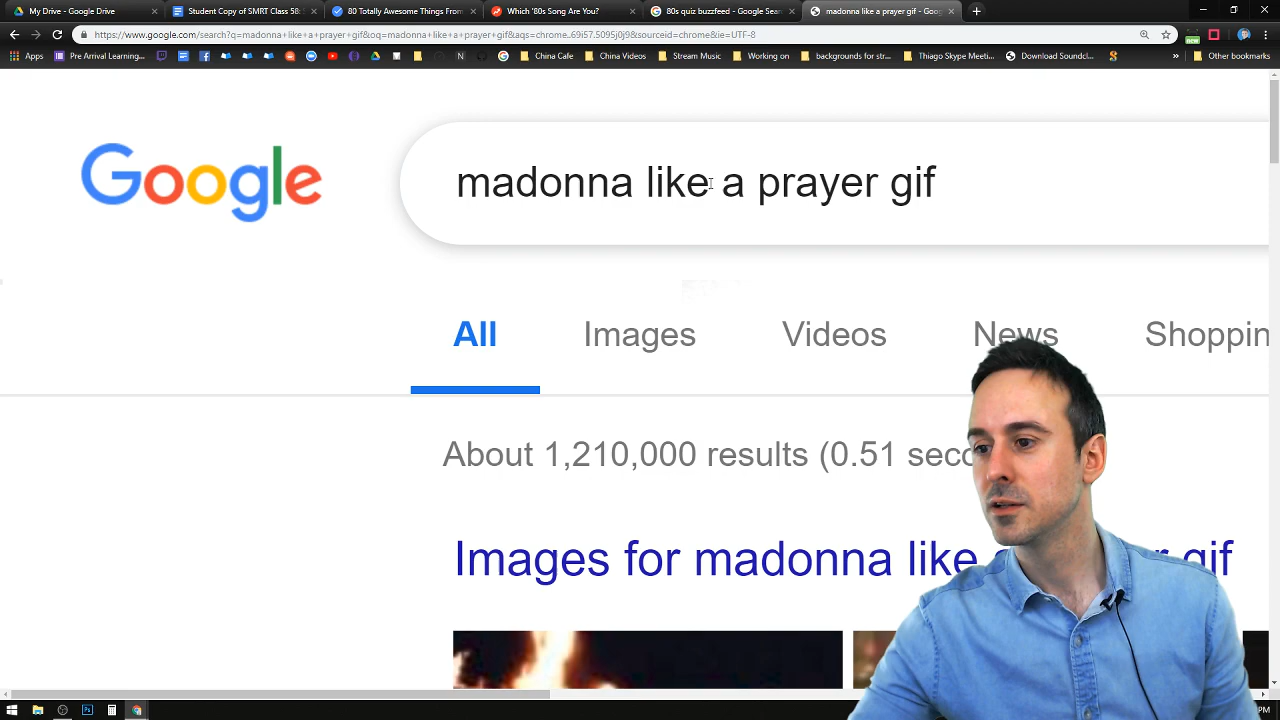 My Drive - Google Drive
Student Copy of SMRT Class 58:
80 Totally Awesome Things From
Which '80s Song Are You?
80s quiz buzzfeed - Google Sea
madonna like a prayer gif - Goo
https://www.google.com/search?q=madonna+like+a+prayer+gif&oq=madonna+like+a+prayer+gif&aqs=chrome..69i57.5095j0j9&sourceid=chrome&ie=UTF-8
Apps
Pre Arrival Learning...
China Cafe
China Videos
Stream Music
Working on
backgrounds for str...
Thiago Skype Meeti...
Download Soundcl...
»
Other bookmarks
Google
madonna like a prayer gif
All
Images
Videos
News
Shoppin
About 1,210,000 results (0.51 seco
Images for madonna like a
r gif
PM